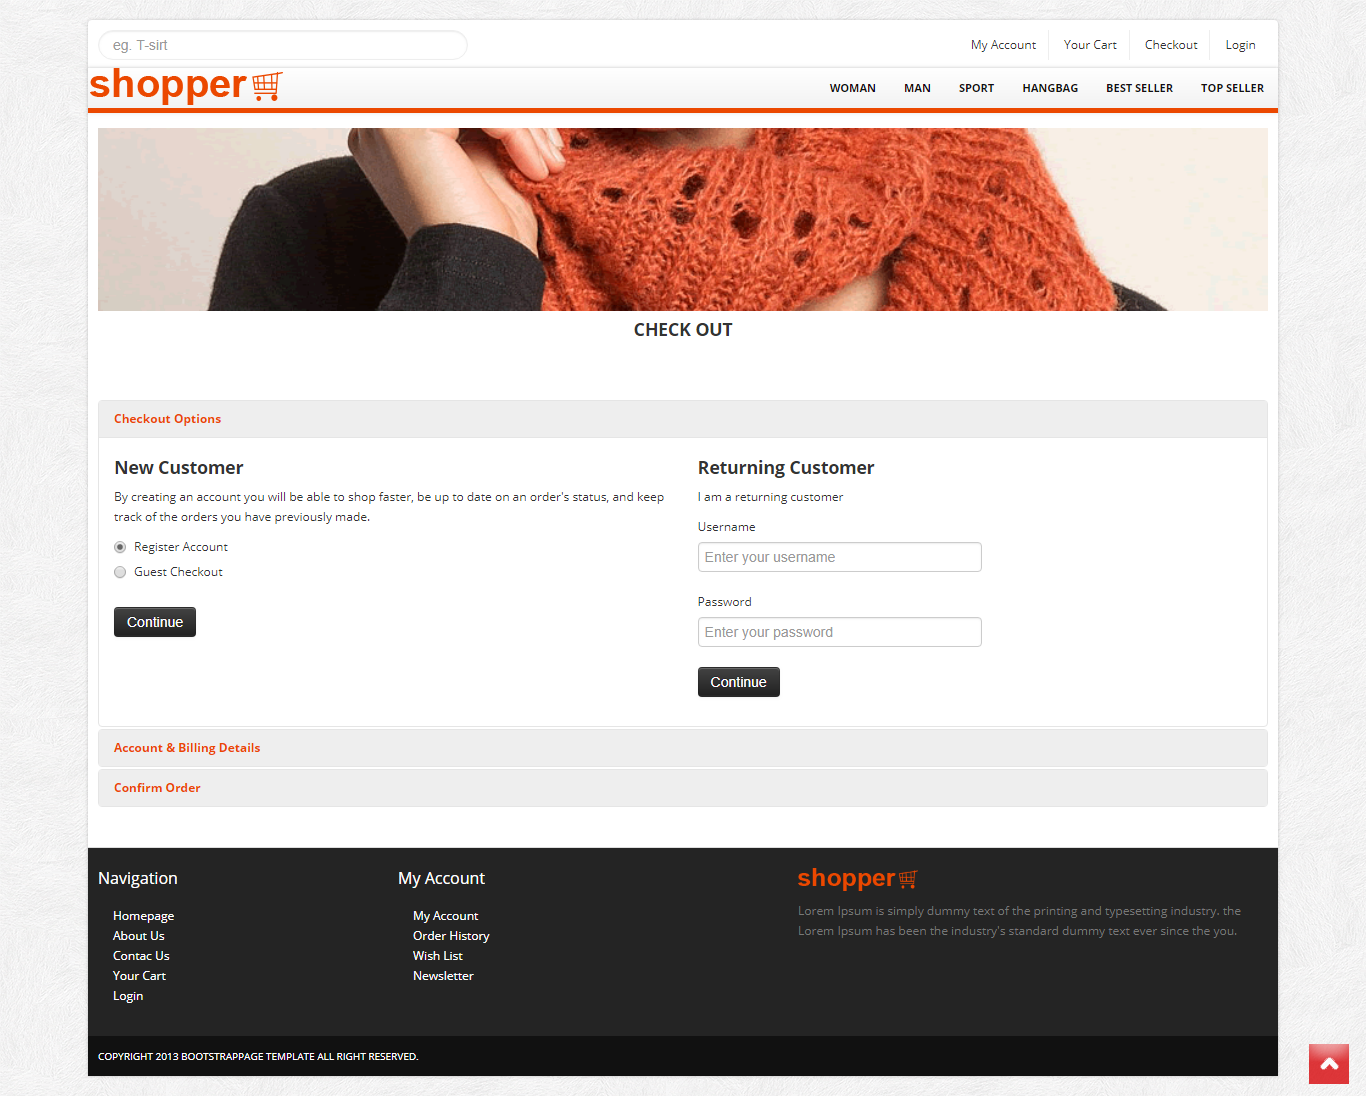 eg. T-sirt
My Account
Your Cart
Checkout
Login
shopper
WOMAN
MAN
SPORT
HANGBAG
BEST SELLER
TOP SELLER
CHECK OUT
Checkout Options
New Customer
By creating an account you will be able to shop faster, be up to date on an order's status, and keep
track of the orders you have previously made.
Register Account
Guest Checkout
Continue
Returning Customer
I am a returning customer
Username
Enter your username
Password
Enter your password
Continue
Account & Billing Details
Confirm Order
Navigation
Homepage
About Us
Contac Us
Your Cart
Login
My Account
My Account
Order History
Wish List
Newsletter
shopper
Lorem Ipsum is simply dummy text of the printing and typesetting industry. the
Lorem Ipsum has been the industry's standard dummy text ever since the you.
COPYRIGHT 2013 BOOTSTRAPPAGE TEMPLATE ALL RIGHT RESERVED.